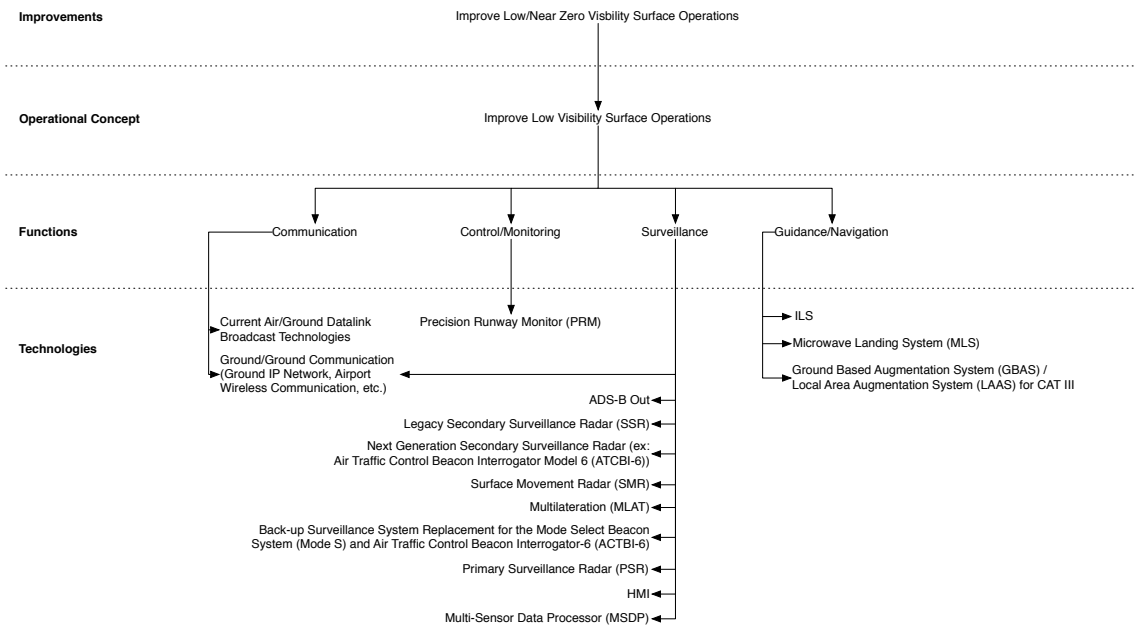 Improvements
Improve Low/Near Zero Visbility Surface Operations
Operational Concept
Improve Low Visibility Surface Operations
Functions
Communication
Control/Monitoring
Surveillance
Guidance/Navigation
Technologies
Current Air/Ground Datalink
Broadcast Technologies
Ground/Ground Communication
(Ground IP Network, Airport
Wireless Communication, etc.)
Precision Runway Monitor (PRM)
ADS-B Out
Legacy Secondary Surveillance Radar (SSR)
Next Generation Secondary Surveillance Radar (ex:
Air Traffic Control Beacon Interrogator Model 6 (ATCBI-6))
Surface Movement Radar (SMR)
Multilateration (MLAT)
Back-up Surveillance System Replacement for the Mode Select Beacon
System (Mode S) and Air Traffic Control Beacon Interrogator-6 (ACTBI-6)
Primary Surveillance Radar (PSR)
HMI
Multi-Sensor Data Processor (MSDP)
ILS
Microwave Landing System (MLS)
Ground Based Augmentation System (GBAS) /
Local Area Augmentation System (LAAS) for CAT III